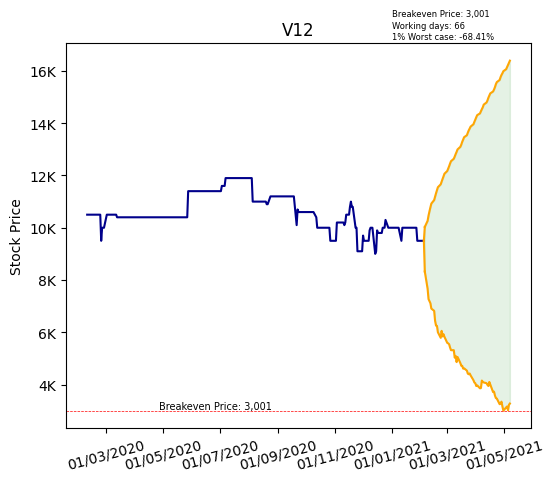 Breakeven Price: 3,001
Working days: 66
1% Worst case: -68.41%
V12
Stock Price
16K
14K
12K
10K
8K
6K
4K
Breakeven Price: 3,001
01/03/2020
01/05/2020
01/07/2020
01/09/2020
01/11/2020
01/01/2021
01/03/2021
01/05/2021